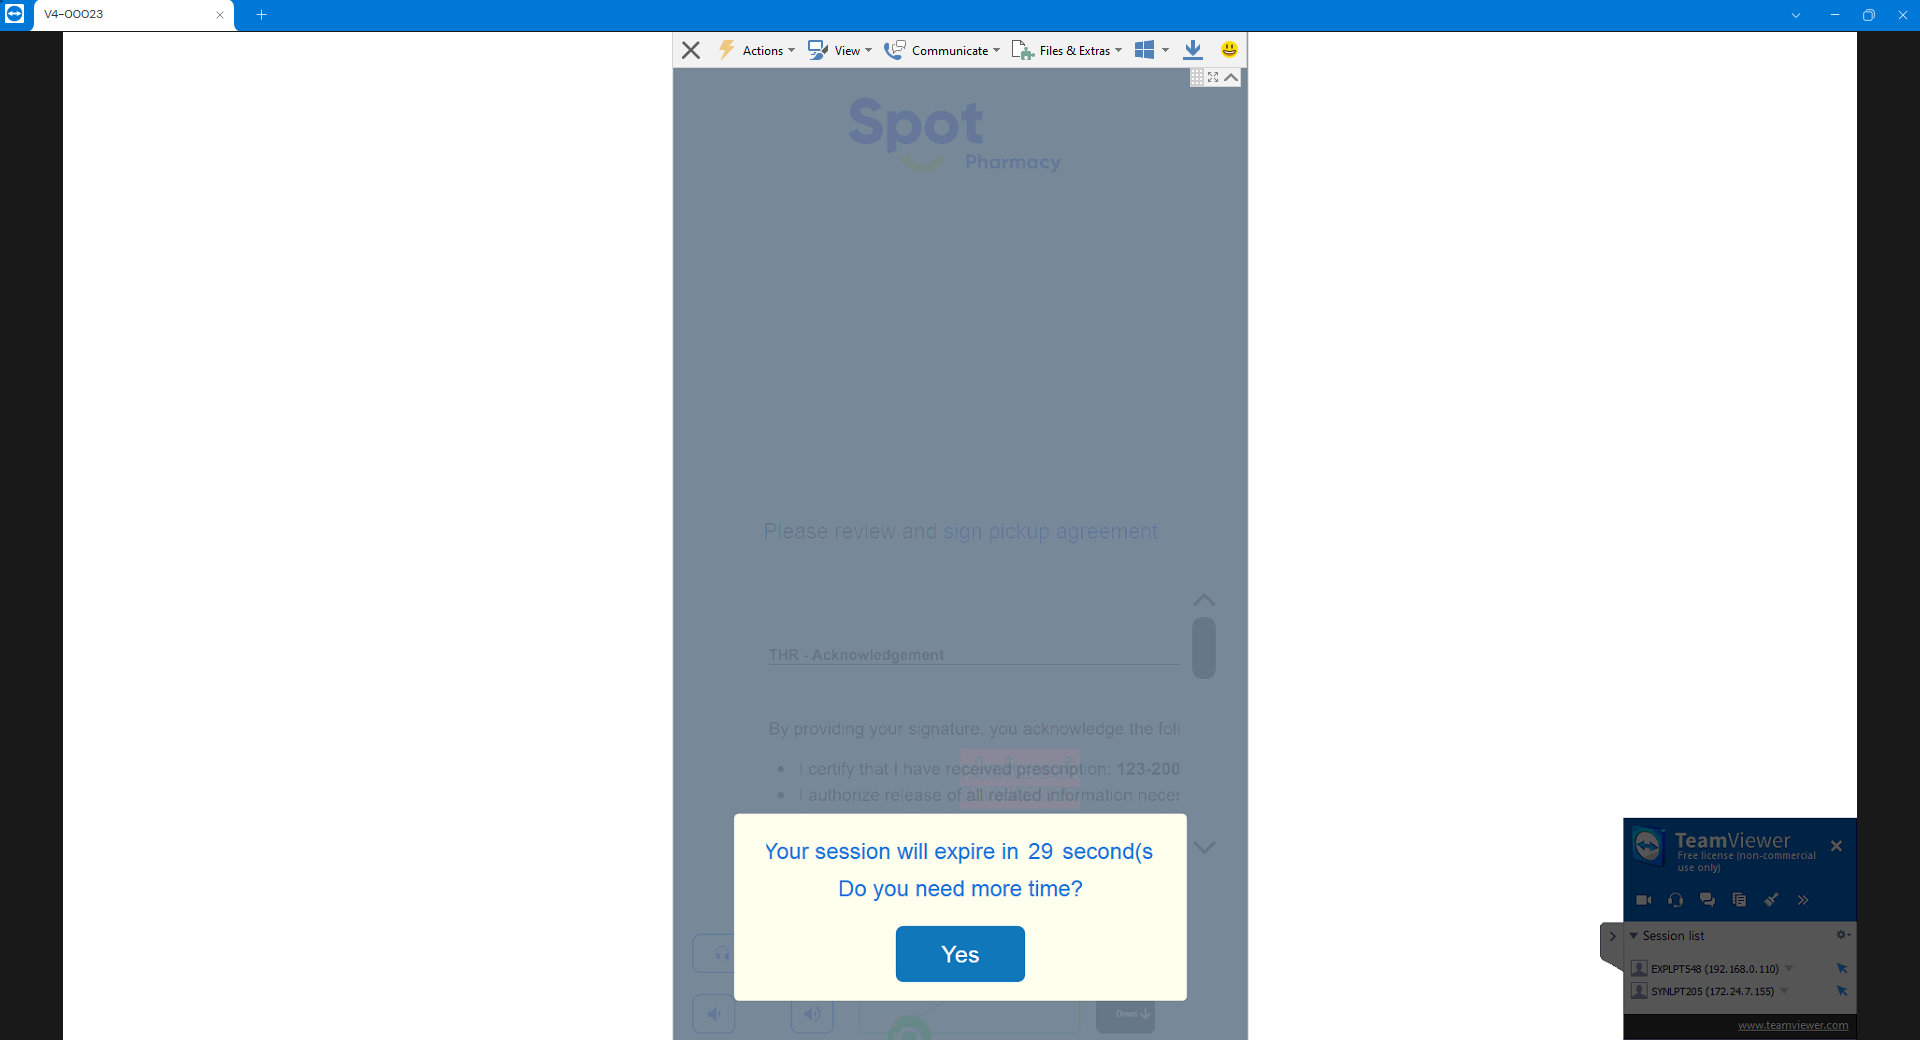 V4-00023
Actions
View
Communicate
Files & Extras
Spot
Pharmacy
Please review and sign pickup agreement
THR - Acknowledgement
By providing your signature, you acknowledge the foll
I certify that I have received prescription: 123-200
I authorize release of all related information neces
Your session will expire in 29 second(s
Do you need more time?
Yes
Down
TeamViewer
Free license (non-commercial
use only)
Session list
EXPLPT548 (192.168.0.110)
SYNLPT205 (172.24.7.155)
www.teamviewer.com